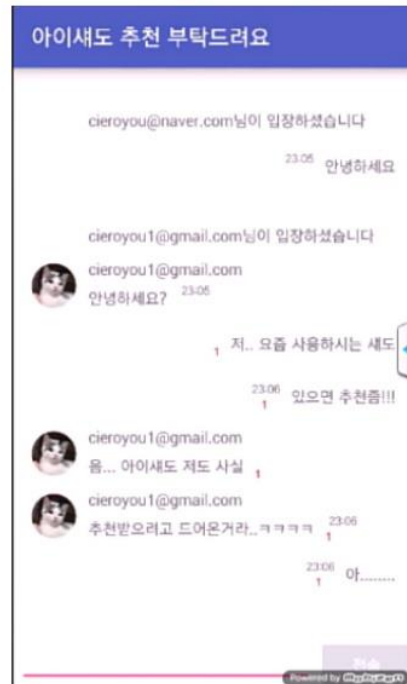 아이섀도 추천 부탁드려요
cieroyou@naver.com님이 입장하셨습니다
23:05 안녕하세요
cieroyou1@gmail.com님이 입장하셨습니다
cieroyou1@gmail.com
안녕하세요? 23:05
1 저.. 요즘 사용하시는 섀도
23:06
1 있으면 추천좀!!!
cieroyou1@gmail.com
음... 아이섀도 저도 사실 1
cieroyou1@gmail.com
추천받으려고 드어온거라..ㅋㅋㅋㅋ 23:06
1
23:06
1 아........
전송
Powered by Mobizen